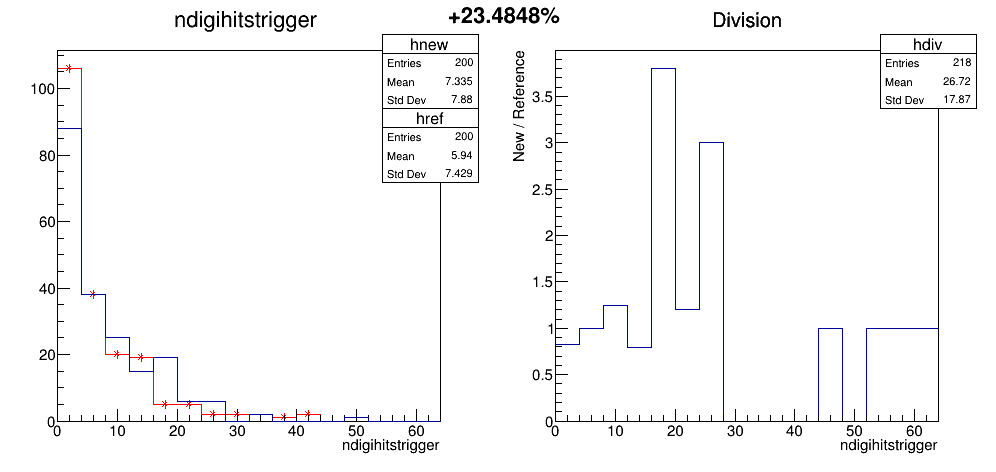 +23.4848%
ndigihitstrigger
hnew
Entries 200
Mean 7.335
Std Dev 7.88
href
Entries 200
Mean 5.94
Std Dev 7.429
100
80
60
40
20
0
0 10 20 30 40 50 60
ndigihitstrigger
Division
hdiv
Entries 218
Mean 26.72
Std Dev 17.87
New / Reference
3.5
3
2.5
2
1.5
1
0.5
0
0 10 20 30 40 50 60
ndigihitstrigger